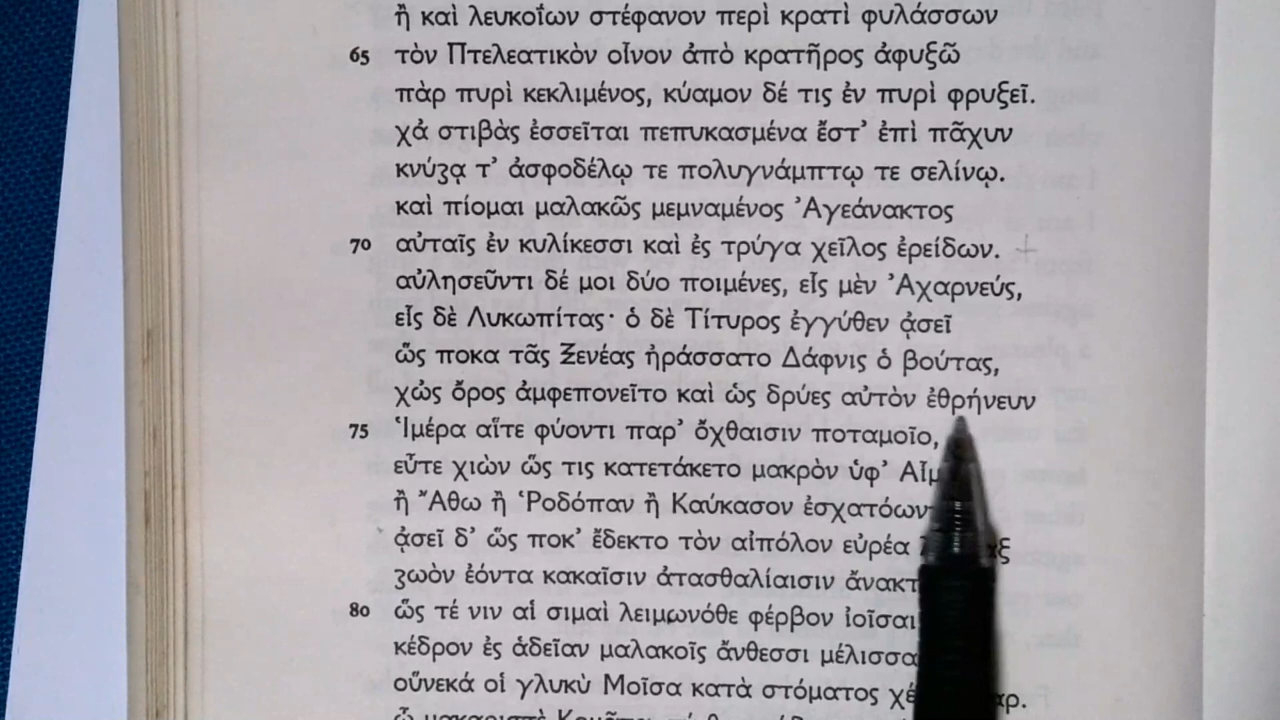 ἢ καὶ λευκοΐων στέφανον περὶ κρατὶ φυλάσσων
65 τὸν Πτελεατικὸν οἶνον ἀπὸ κρατῆρος ἀφυξῶ
πὰρ πυρὶ κεκλιμένος, κύαμον δέ τις ἐν πυρὶ φρυξεῖ.
χἀ στιβὰς ἐσσεῖται πεπυκασμένα ἔστ’ ἐπὶ πᾶχυν
κνύζᾳ τ’ ἀσφοδέλῳ τε πολυγνάμπτῳ τε σελίνῳ.
καὶ πίομαι μαλακῶς μεμναμένος Ἀγεάνακτος
70 αὐταῖς ἐν κυλίκεσσι καὶ ἐς τρύγα χεῖλος ἐρείδων.
αὐλησεῦντι δέ μοι δύο ποιμένες, εἷς μὲν Ἀχαρνεύς,
εἷς δὲ Λυκωπίτας· ὁ δὲ Τίτυρος ἐγγύθεν ᾀσεῖ
ὥς ποκα τᾶς Ξενέας ἠράσσατο Δάφνις ὁ βούτας,
χὠς ὄρος ἀμφεπονεῖτο καὶ ὡς δρύες αὐτὸν ἐθρήνευν
75 Ἱμέρα αἵτε φύοντι παρ’ ὄχθαισιν ποταμοῖο,
εὖτε χιὼν ὥς τις κατετάκετο μακρὸν ὑφ’
ἢ Ἄθω ἢ Ῥοδόπαν ἢ Καύκασον
ᾀσεῖ δ’ ὥς ποκ’ ἔδεκτο τὸν αἰπόλον εὐρέα
ζωὸν ἐόντα κακαῖσιν ἀτασθαλίαισιν
80 ὥς τέ νιν αἱ σιμαὶ λειμωνόθε φέρβον ἰοῖσαι
κέδρον ἐς ἁδεῖαν μαλακοῖς ἄνθεσσι
οὕνεκά οἱ γλυκὺ Μοῖσα κατὰ στόματος